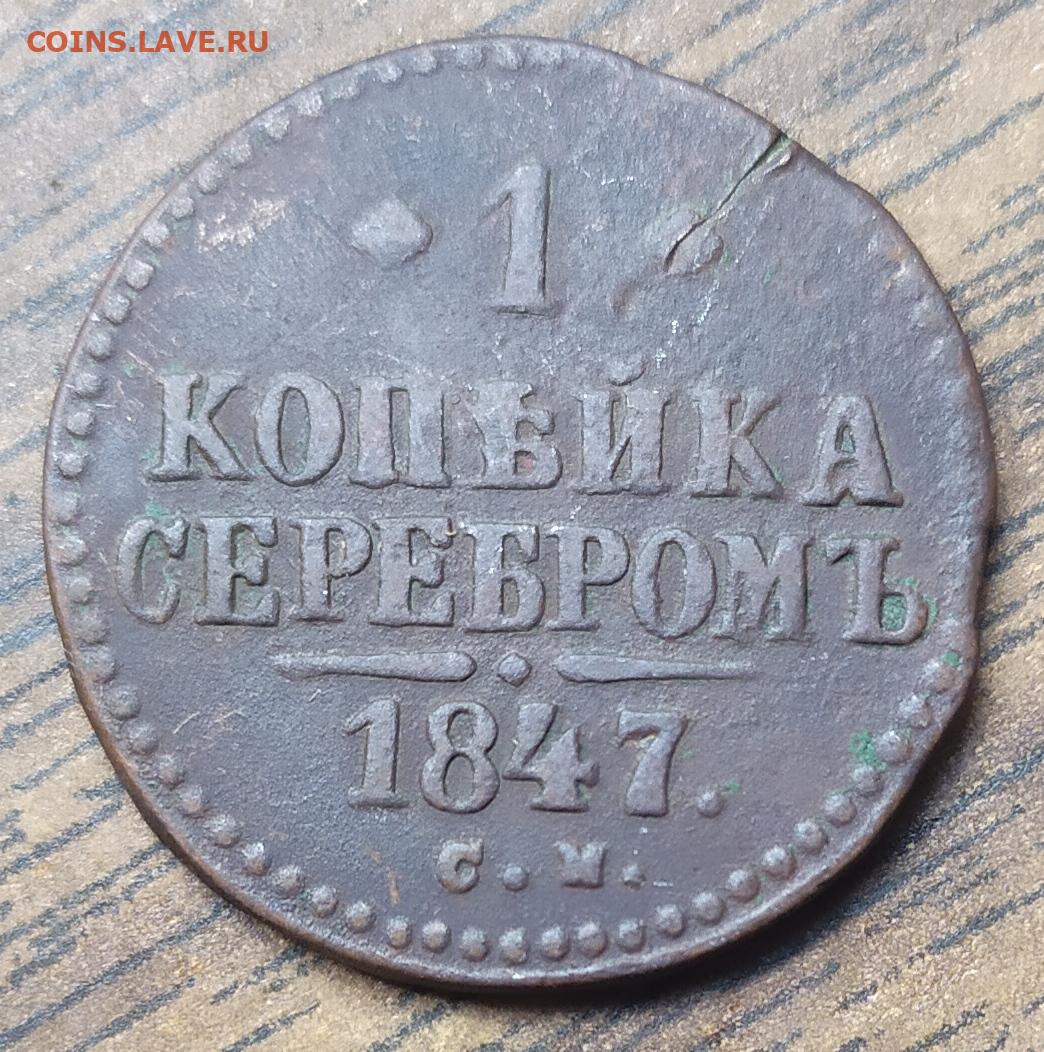 COINS.LAVE.RU
1
КОПѢЙКА
СЕРЕБРОМЪ
1847.
С.М.